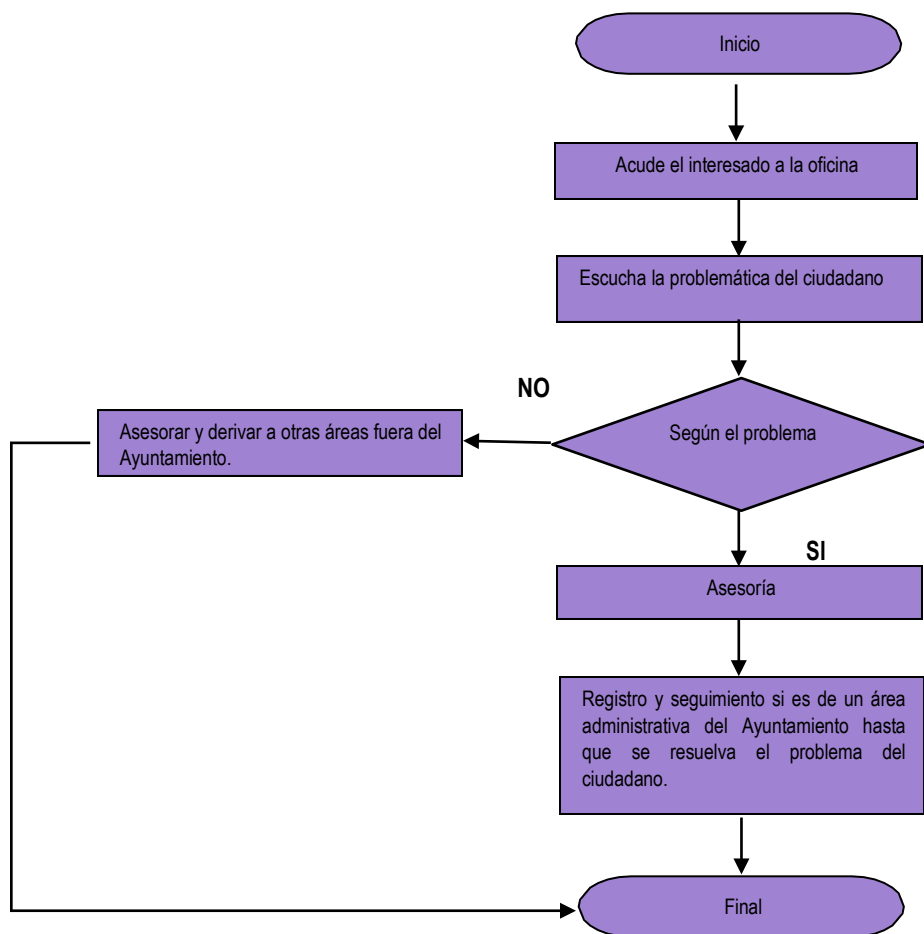 Inicio
Acude el interesado a la oficina
Escucha la problemática del ciudadano
NO
Según el problema
Asesorar y derivar a otras áreas fuera del
Ayuntamiento.
SI
Asesoría
Registro y seguimiento si es de un área
administrativa del Ayuntamiento hasta
que se resuelva el problema del
ciudadano.
Final